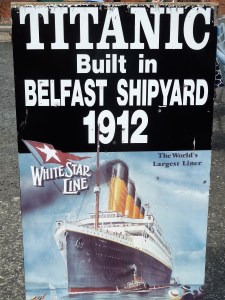 TITANIC
Built in
BELFAST SHIPYARD
1912
WHITE STAR
LINE
The World's
Largest Liner